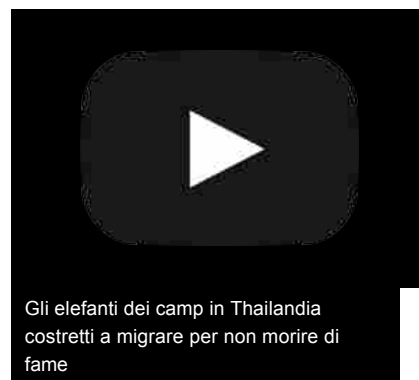 Gli elefanti dei camp in Thailandia
costretti a migrare per non morire di
fame